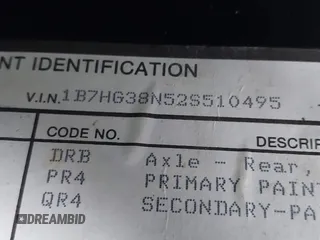 NT IDENTIFICATION
V.I.N. 1B7HG38N52S510495
CODE NO. DESCRIP
DRB Axle - Rear,
PR4 PRIMARY PAINT
QR4 SECONDARY-PA
DREAMBID